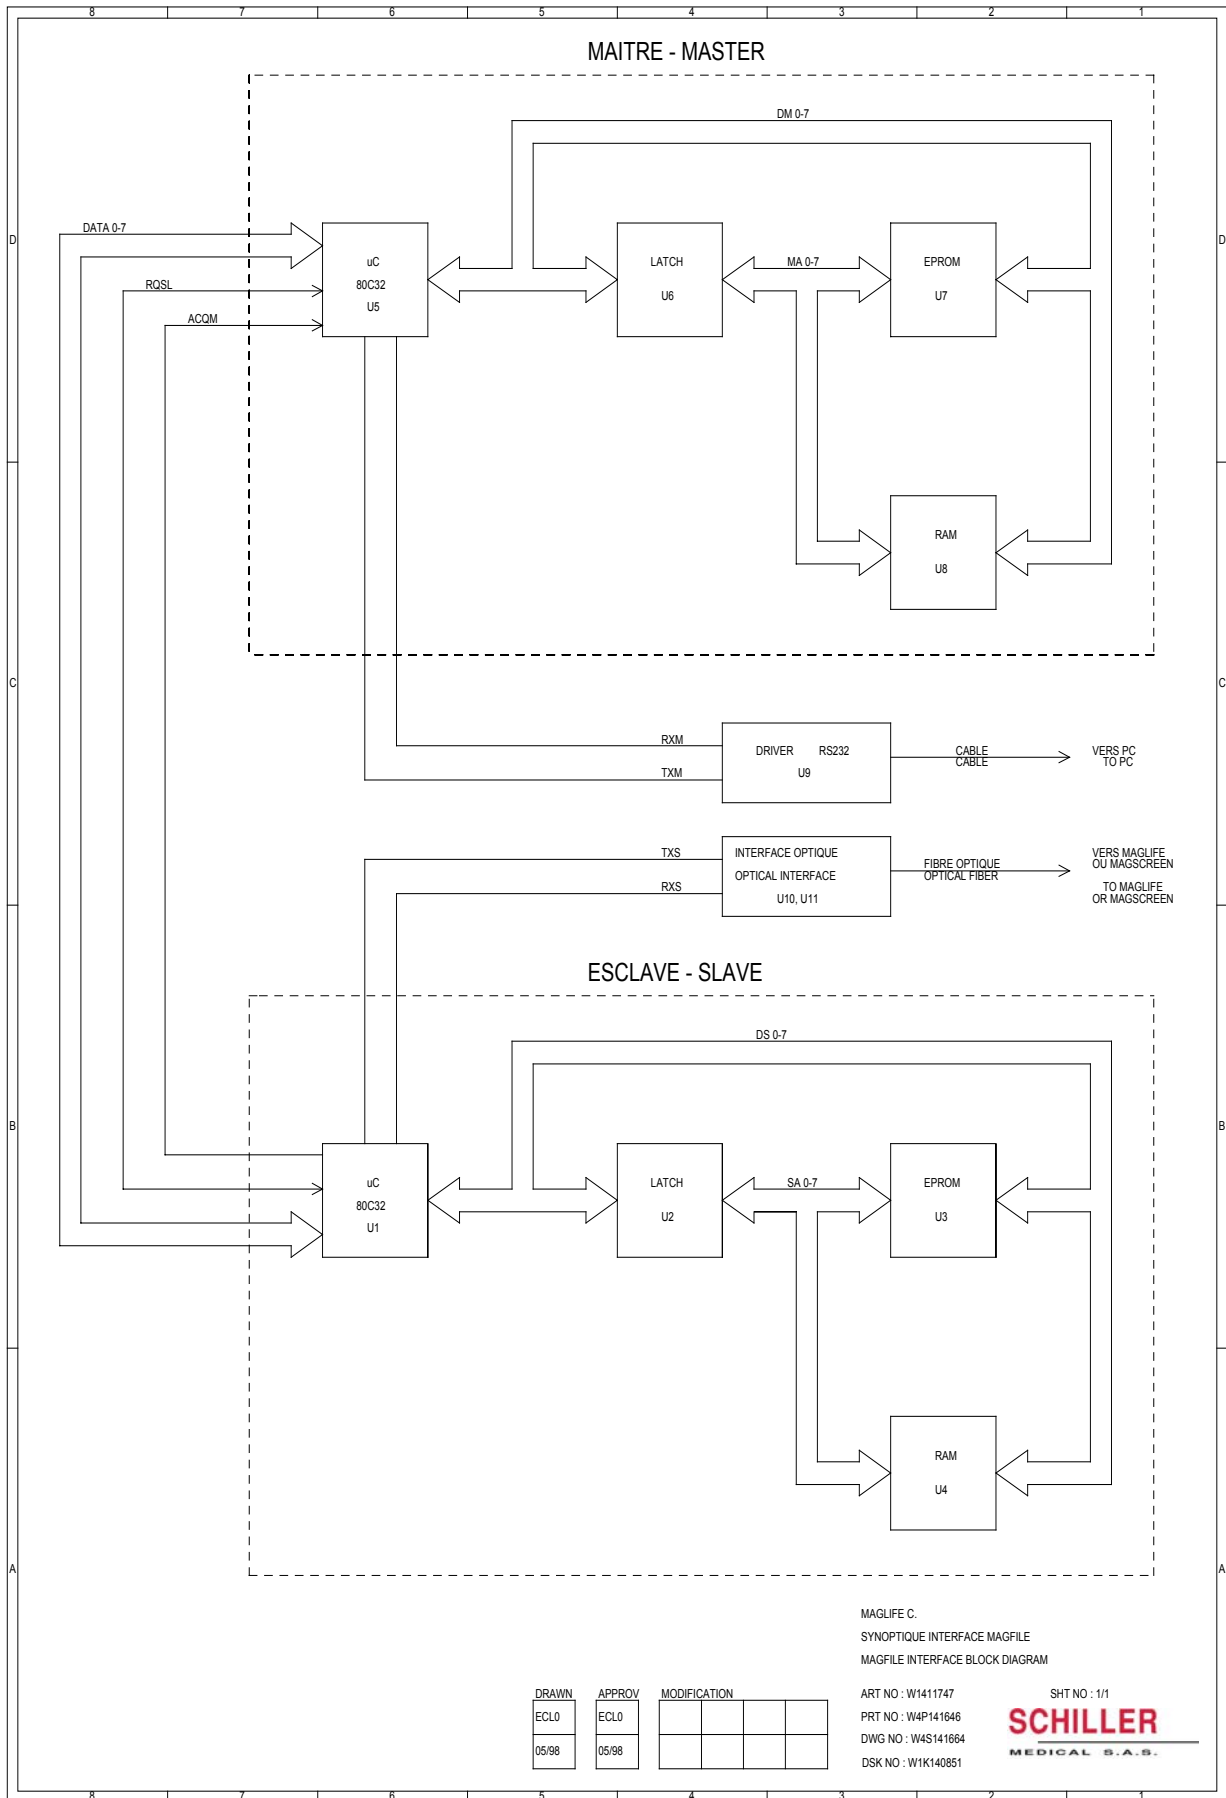 8 7 6 5 4 3 2 1
MAITRE - MASTER
DM 0-7
DATA 0-7
D
D
uC
80C32
U5
LATCH
U6
MA 0-7
EPROM
U7
RQSL
ACQM
RAM
U8
C
C
RXM
TXM
DRIVER RS232
U9
CABLE
CABLE
VERS PC
TO PC
TXS
RXS
INTERFACE OPTIQUE
OPTICAL INTERFACE
U10, U11
FIBRE OPTIQUE
OPTICAL FIBER
VERS MAGLIFE
OU MAGSCREEN
TO MAGLIFE
OR MAGSCREEN
ESCLAVE - SLAVE
DS 0-7
B
B
uC
80C32
U1
LATCH
U2
SA 0-7
EPROM
U3
RAM
U4
A
A
MAGLIFE C.
SYNOPTIQUE INTERFACE MAGFILE
MAGFILE INTERFACE BLOCK DIAGRAM
DRAWN APPROV MODIFICATION
ECL0 ECL0
05/98 05/98
ART NO : W1411747 SHT NO : 1/1
PRT NO : W4P141646
DWG NO : W4S141664
DSK NO : W1K140851
SCHILLER
MEDICAL S.A.S.
8 7 6 5 4 3 2 1